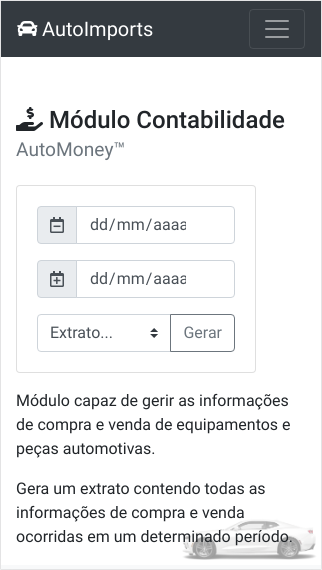 AutoImports
Módulo Contabilidade
AutoMoney™
dd/mm/aaaa
dd/mm/aaaa
Extrato... Gerar
Módulo capaz de gerir as informações
de compra e venda de equipamentos e
peças automotivas.
Gera um extrato contendo todas as
informações de compra e venda
ocorridas em um determinado período.